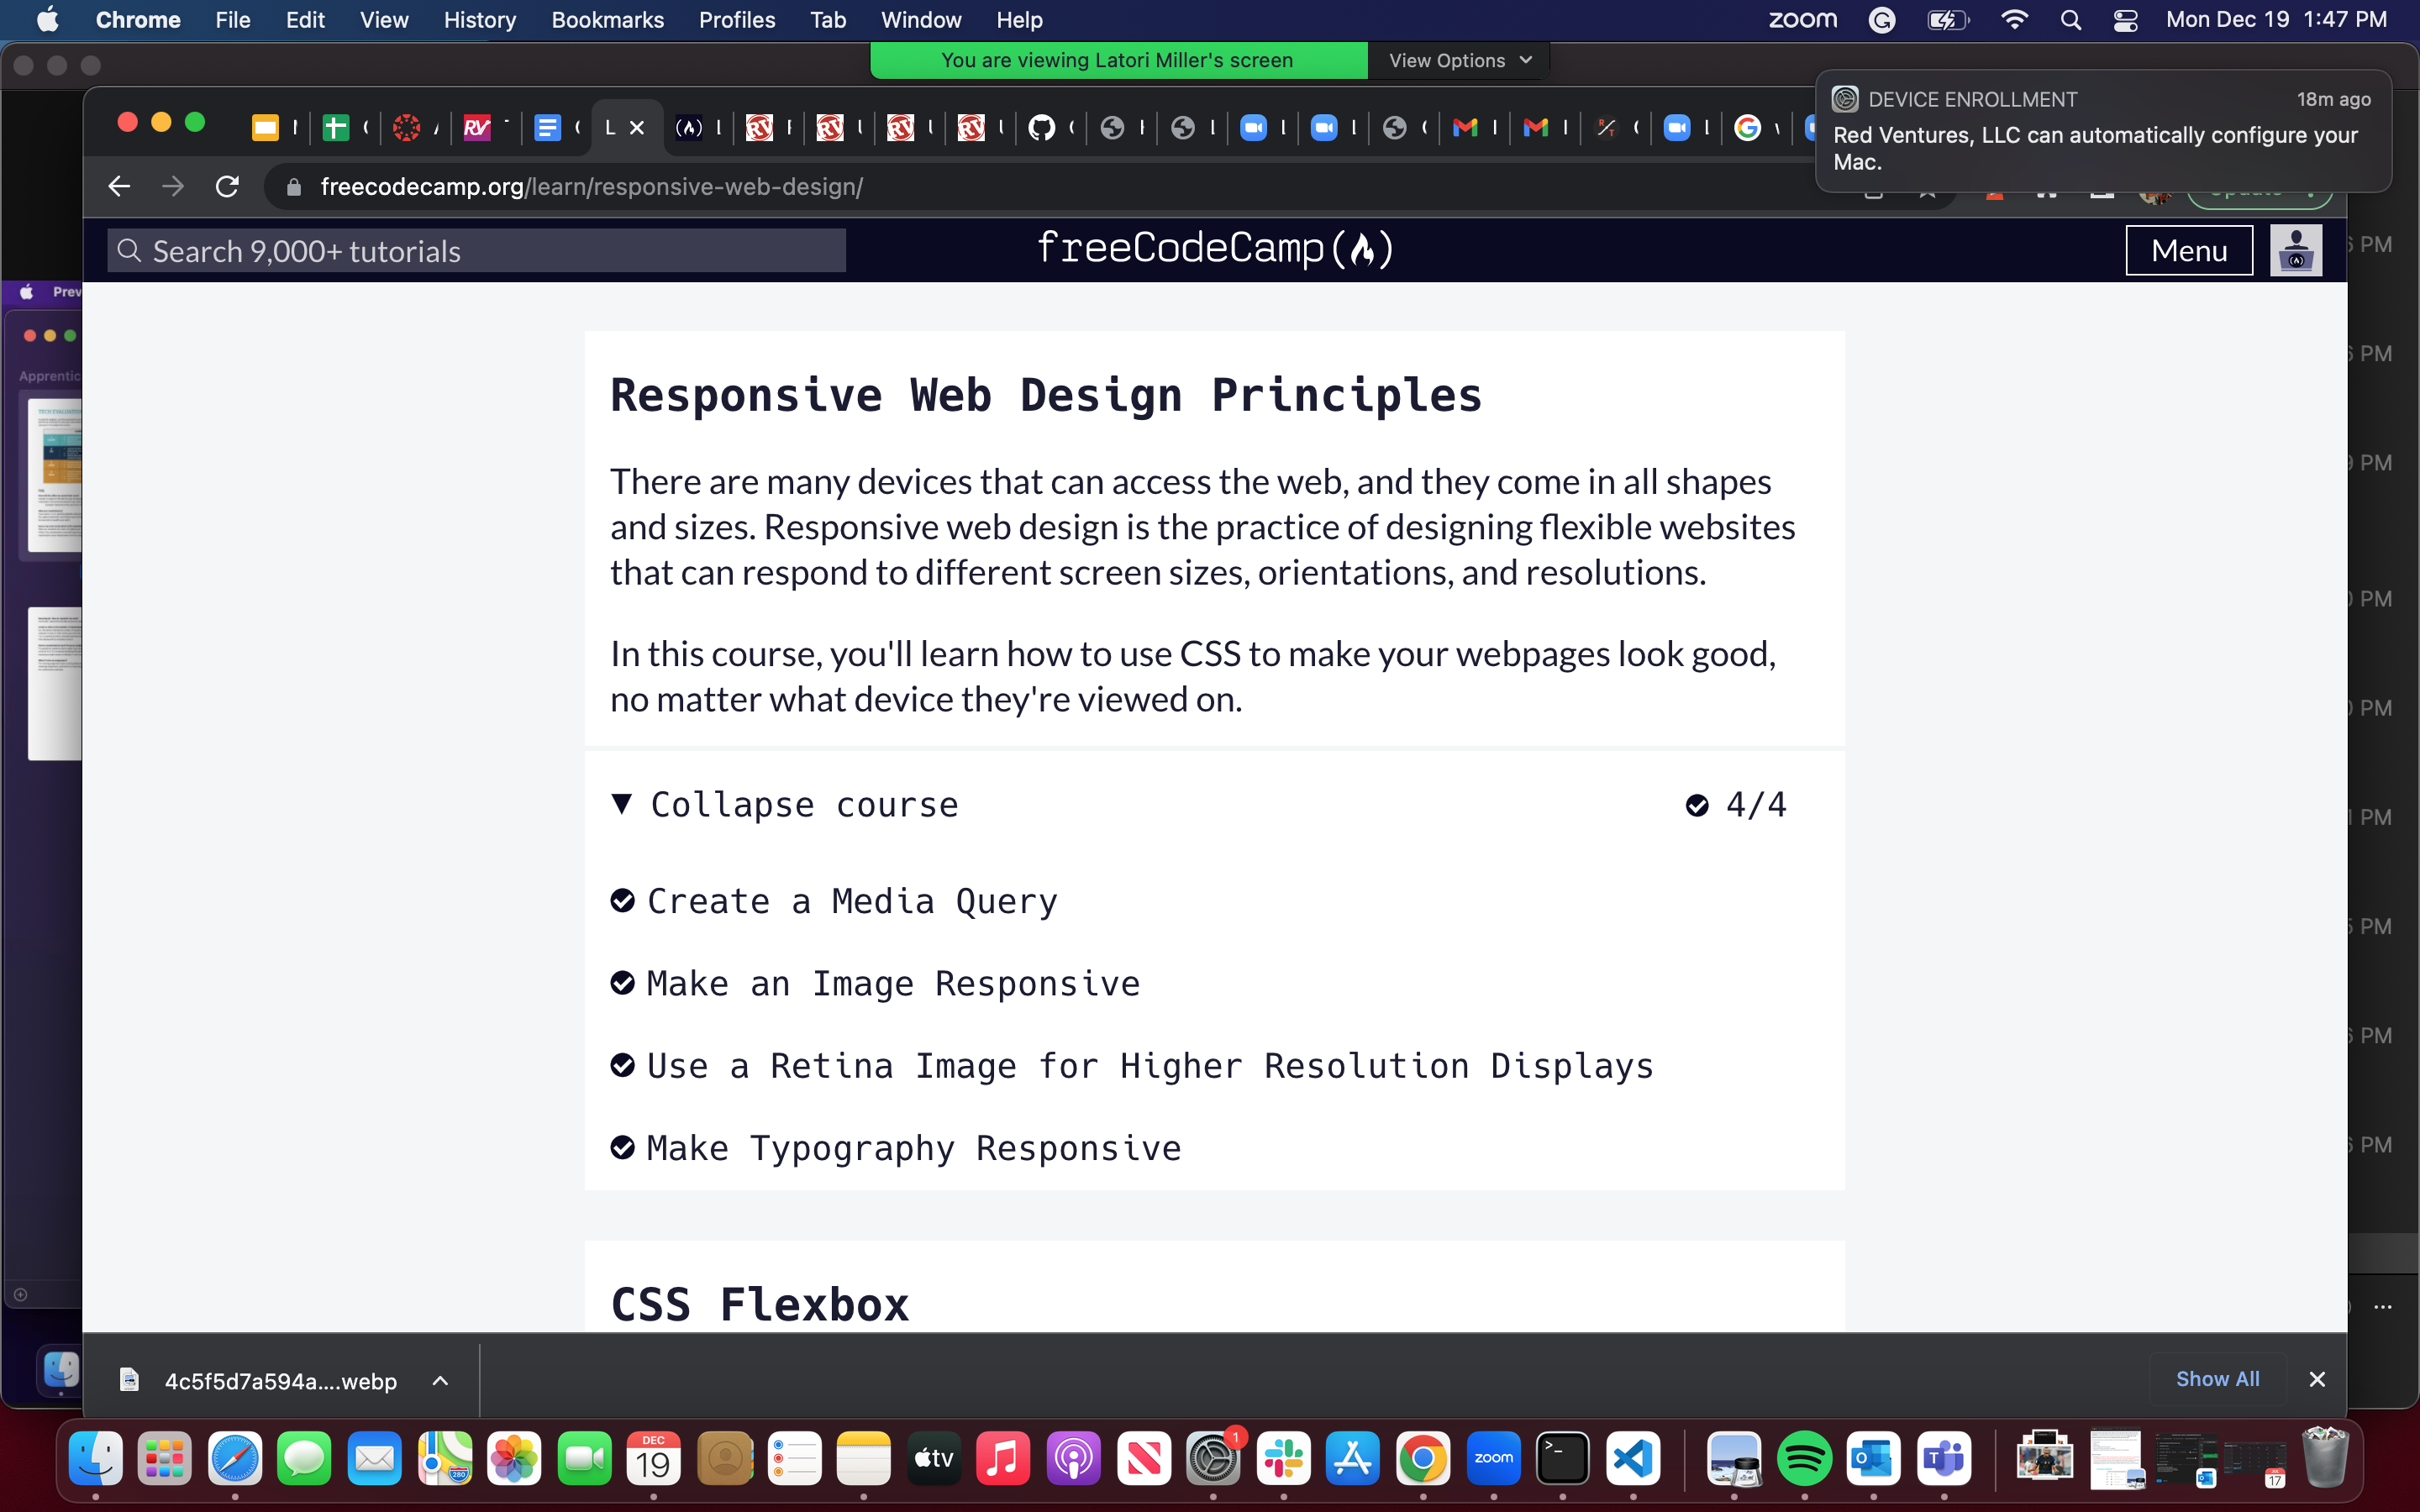 Chrome File Edit View History Bookmarks Profiles Tab Window Help zoom Mon Dec 19 1:47 PM
You are viewing Latori Miller's screen View Options
DEVICE ENROLLMENT 18m ago
Red Ventures, LLC can automatically configure your
Mac.
freecodecamp.org/learn/responsive-web-design/
Search 9,000+ tutorials
freeCodeCamp
Menu
Responsive Web Design Principles
There are many devices that can access the web, and they come in all shapes
and sizes. Responsive web design is the practice of designing flexible websites
that can respond to different screen sizes, orientations, and resolutions.
In this course, you'll learn how to use CSS to make your webpages look good,
no matter what device they're viewed on.
Collapse course 4/4
Create a Media Query
Make an Image Responsive
Use a Retina Image for Higher Resolution Displays
Make Typography Responsive
CSS Flexbox
4c5f5d7a594a....webp
Show All
DEC
19
280
tv
1
zoom
17